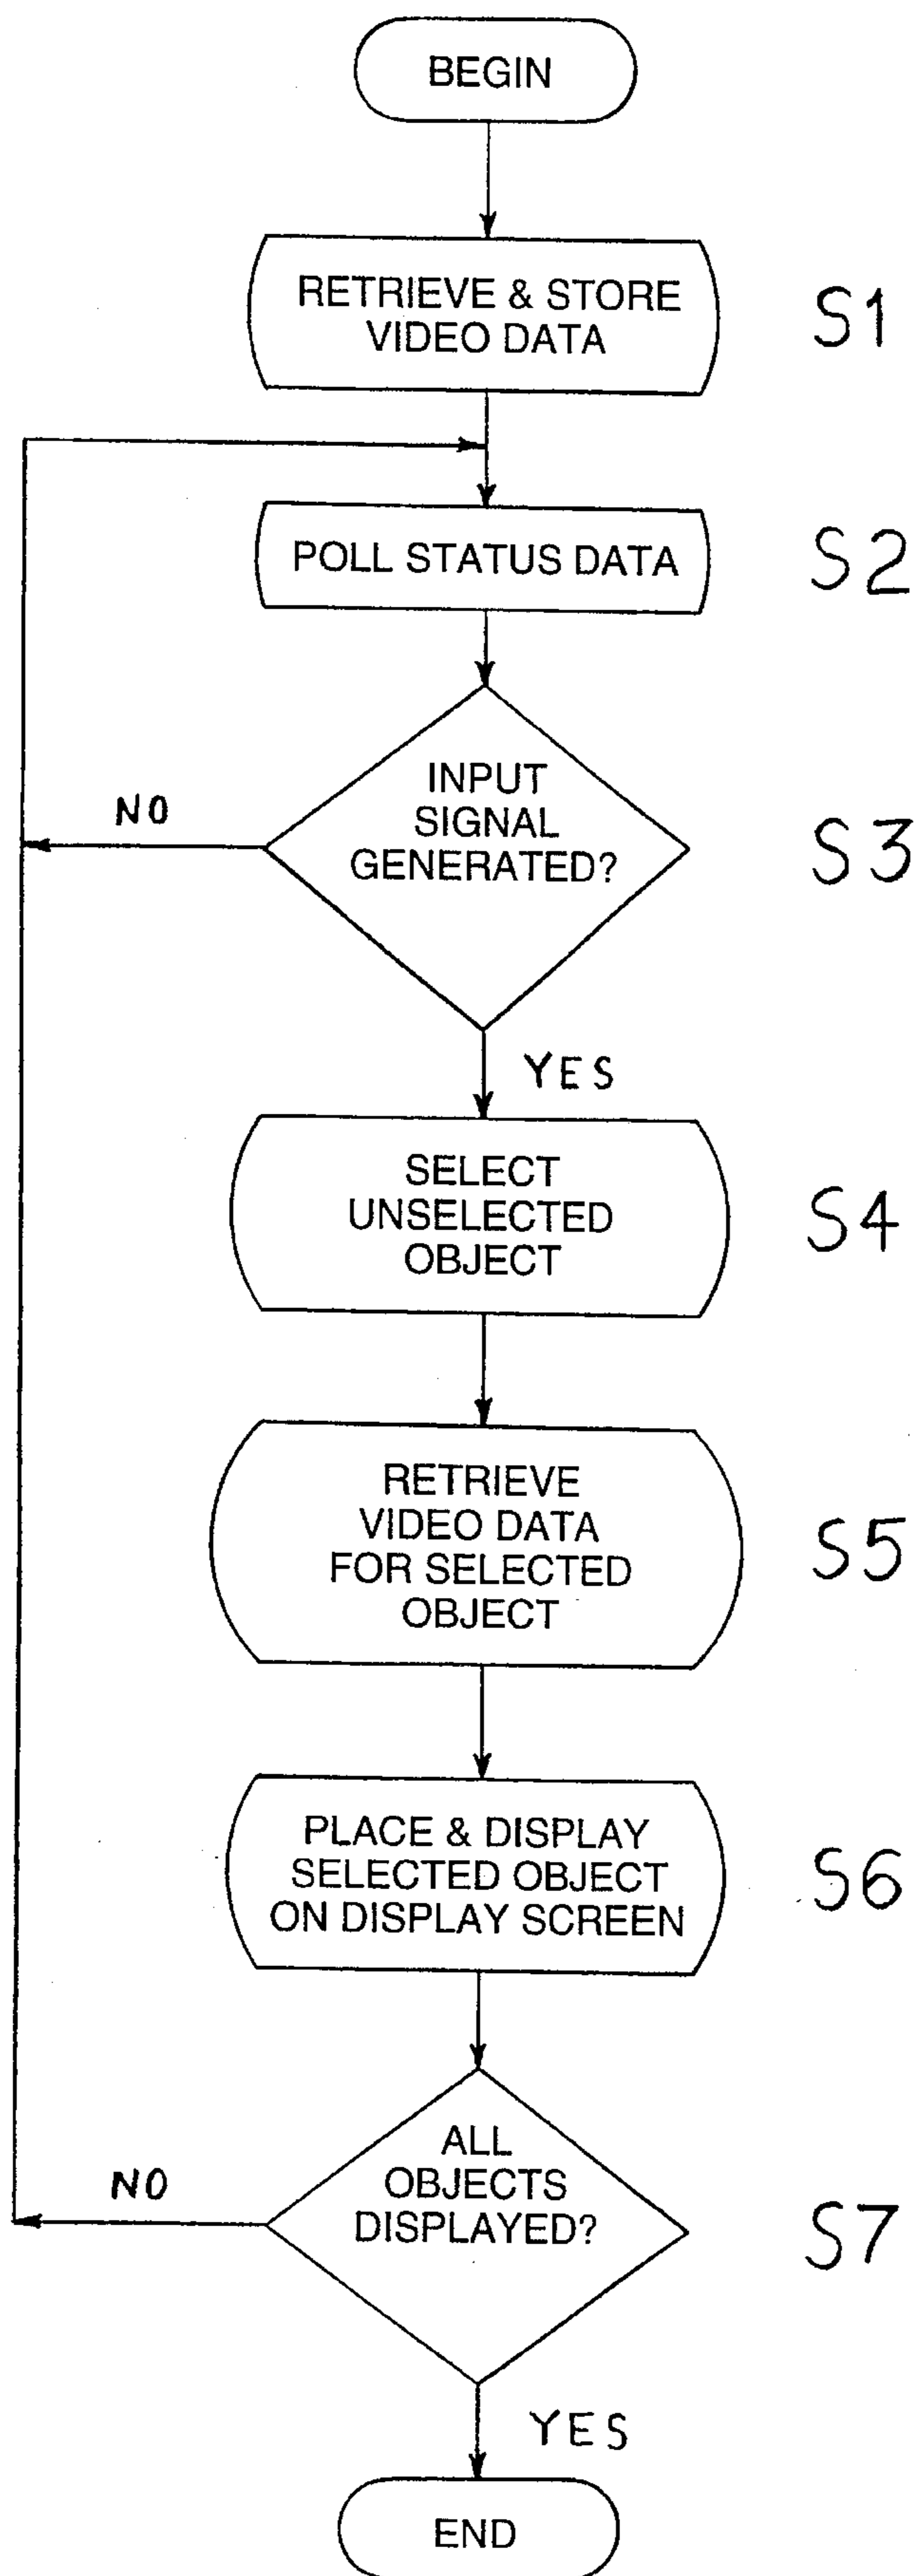 BEGIN
RETRIEVE & STORE
VIDEO DATA
S1
POLL STATUS DATA
S2
INPUT
SIGNAL
GENERATED?
S3
NO
YES
SELECT
UNSELECTED
OBJECT
S4
RETRIEVE
VIDEO DATA
FOR SELECTED
OBJECT
S5
PLACE & DISPLAY
SELECTED OBJECT
ON DISPLAY SCREEN
S6
ALL
OBJECTS
DISPLAYED?
S7
NO
YES
END